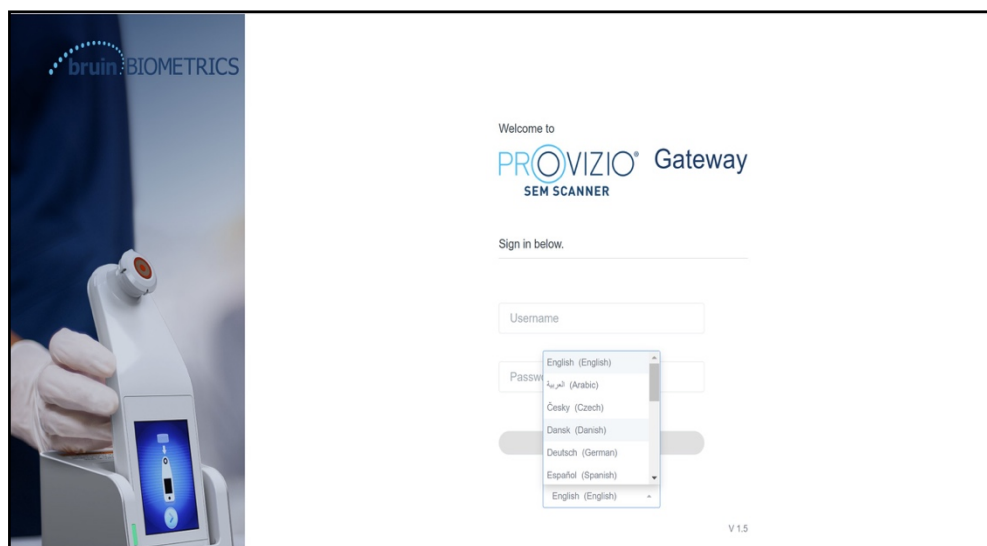 bruin BIOMETRICS
Welcome to
PROVIZIO® Gateway
SEM SCANNER
Sign in below.
Username
English (English)
العربية (Arabic)
Česky (Czech)
Dansk (Danish)
Deutsch (German)
Español (Spanish)
English (English)
V 1.5